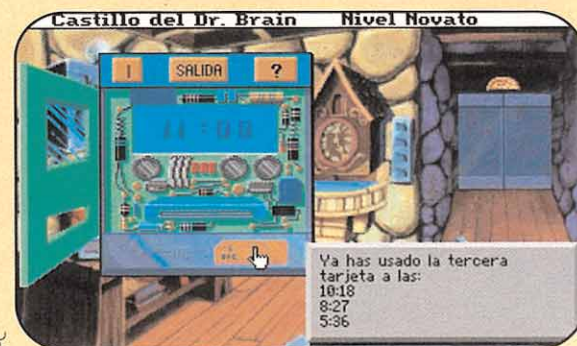 Castillo del Dr. Brain Nivel Novato
I SALIDA ?
11:00
Ya has usado la tercera
tarjeta a las:
10:18
8:27
5:36